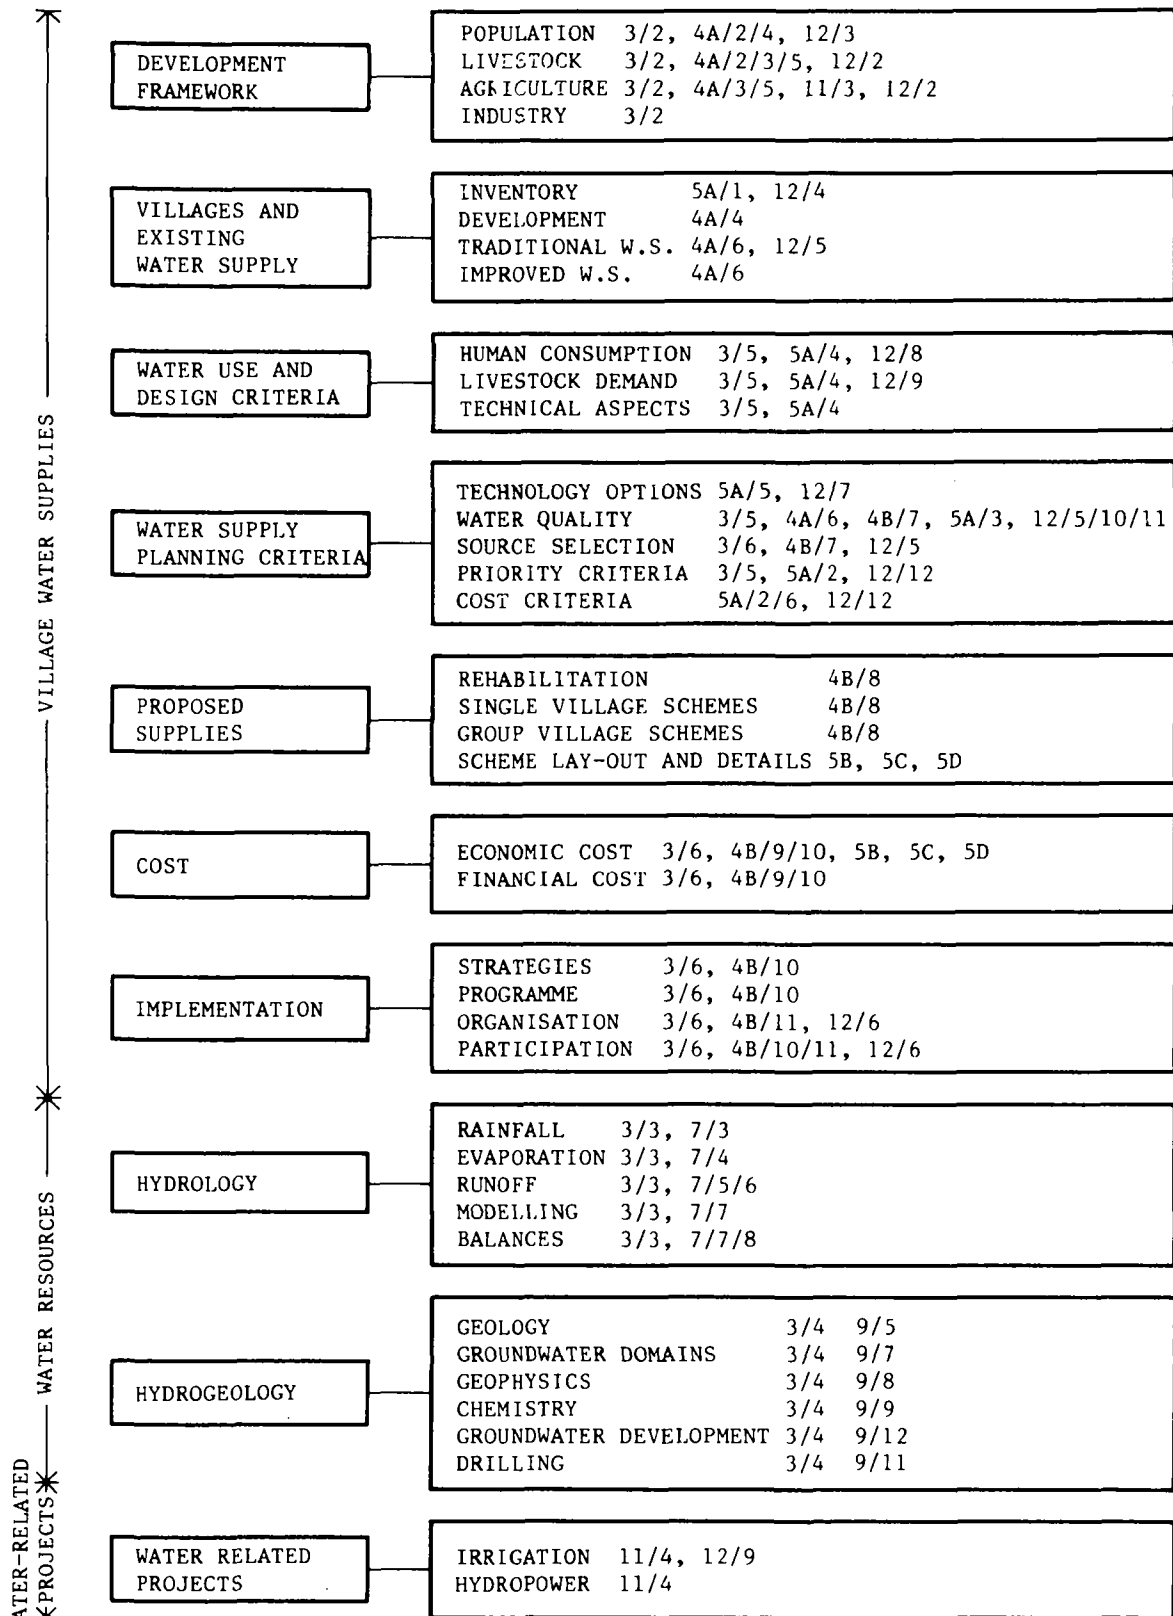 VILLAGE WATER SUPPLIES
DEVELOPMENT
FRAMEWORK
POPULATION 3/2, 4A/2/4, 12/3
LIVESTOCK 3/2, 4A/2/3/5, 12/2
AGRICULTURE 3/2, 4A/3/5, 11/3, 12/2
INDUSTRY 3/2
VILLAGES AND
EXISTING
WATER SUPPLY
INVENTORY 5A/1, 12/4
DEVELOPMENT 4A/4
TRADITIONAL W.S. 4A/6, 12/5
IMPROVED W.S. 4A/6
WATER USE AND
DESIGN CRITERIA
HUMAN CONSUMPTION 3/5, 5A/4, 12/8
LIVESTOCK DEMAND 3/5, 5A/4, 12/9
TECHNICAL ASPECTS 3/5, 5A/4
WATER SUPPLY
PLANNING CRITERIA
TECHNOLOGY OPTIONS 5A/5, 12/7
WATER QUALITY 3/5, 4A/6, 4B/7, 5A/3, 12/5/10/11
SOURCE SELECTION 3/6, 4B/7, 12/5
PRIORITY CRITERIA 3/5, 5A/2, 12/12
COST CRITERIA 5A/2/6, 12/12
PROPOSED
SUPPLIES
REHABILITATION 4B/8
SINGLE VILLAGE SCHEMES 4B/8
GROUP VILLAGE SCHEMES 4B/8
SCHEME LAY-OUT AND DETAILS 5B, 5C, 5D
COST
ECONOMIC COST 3/6, 4B/9/10, 5B, 5C, 5D
FINANCIAL COST 3/6, 4B/9/10
IMPLEMENTATION
STRATEGIES 3/6, 4B/10
PROGRAMME 3/6, 4B/10
ORGANISATION 3/6, 4B/11, 12/6
PARTICIPATION 3/6, 4B/10/11, 12/6
WATER RESOURCES
HYDROLOGY
RAINFALL 3/3, 7/3
EVAPORATION 3/3, 7/4
RUNOFF 3/3, 7/5/6
MODELLING 3/3, 7/7
BALANCES 3/3, 7/7/8
HYDROGEOLOGY
GEOLOGY 3/4 9/5
GROUNDWATER DOMAINS 3/4 9/7
GEOPHYSICS 3/4 9/8
CHEMISTRY 3/4 9/9
GROUNDWATER DEVELOPMENT 3/4 9/12
DRILLING 3/4 9/11
ATER-RELATED
PROJECTS
WATER RELATED
PROJECTS
IRRIGATION 11/4, 12/9
HYDROPOWER 11/4